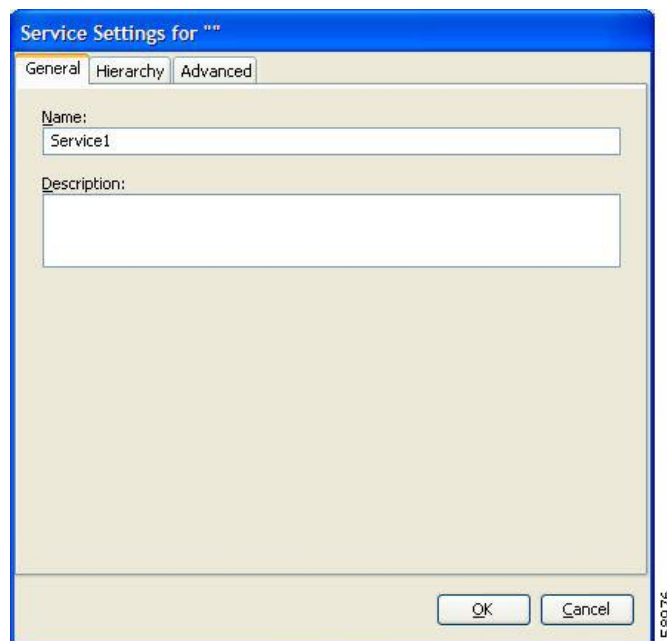 Service Settings for ""
General Hierarchy Advanced
Name:
Service1
Description:
OK Cancel